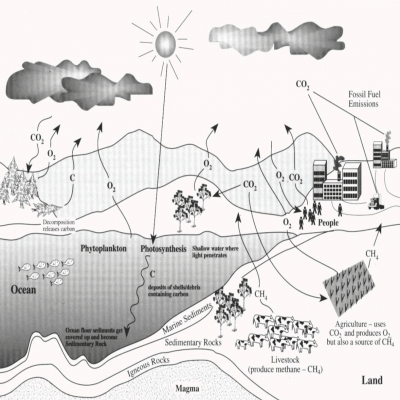 CO2
Fossil Fuel
Emissions
CO2
O2
CO2
C
O2
O2
CO2
O2
CO2
Decomposition
releases carbon
O2
People
Phytoplankton
Photosynthesis
Shallow water where
light penetrates
CH4
Ocean
C
deposits of shells/debris
containing carbon
CH4
Marine Sediments
Agriculture – uses
CO2 and produces O2
but also a source of CH4
Ocean floor sediments get
covered up and become
Sedimentary Rock
Sedimentary Rocks
Livestock
(produce methane – CH4)
Igneous Rocks
Magma
Land